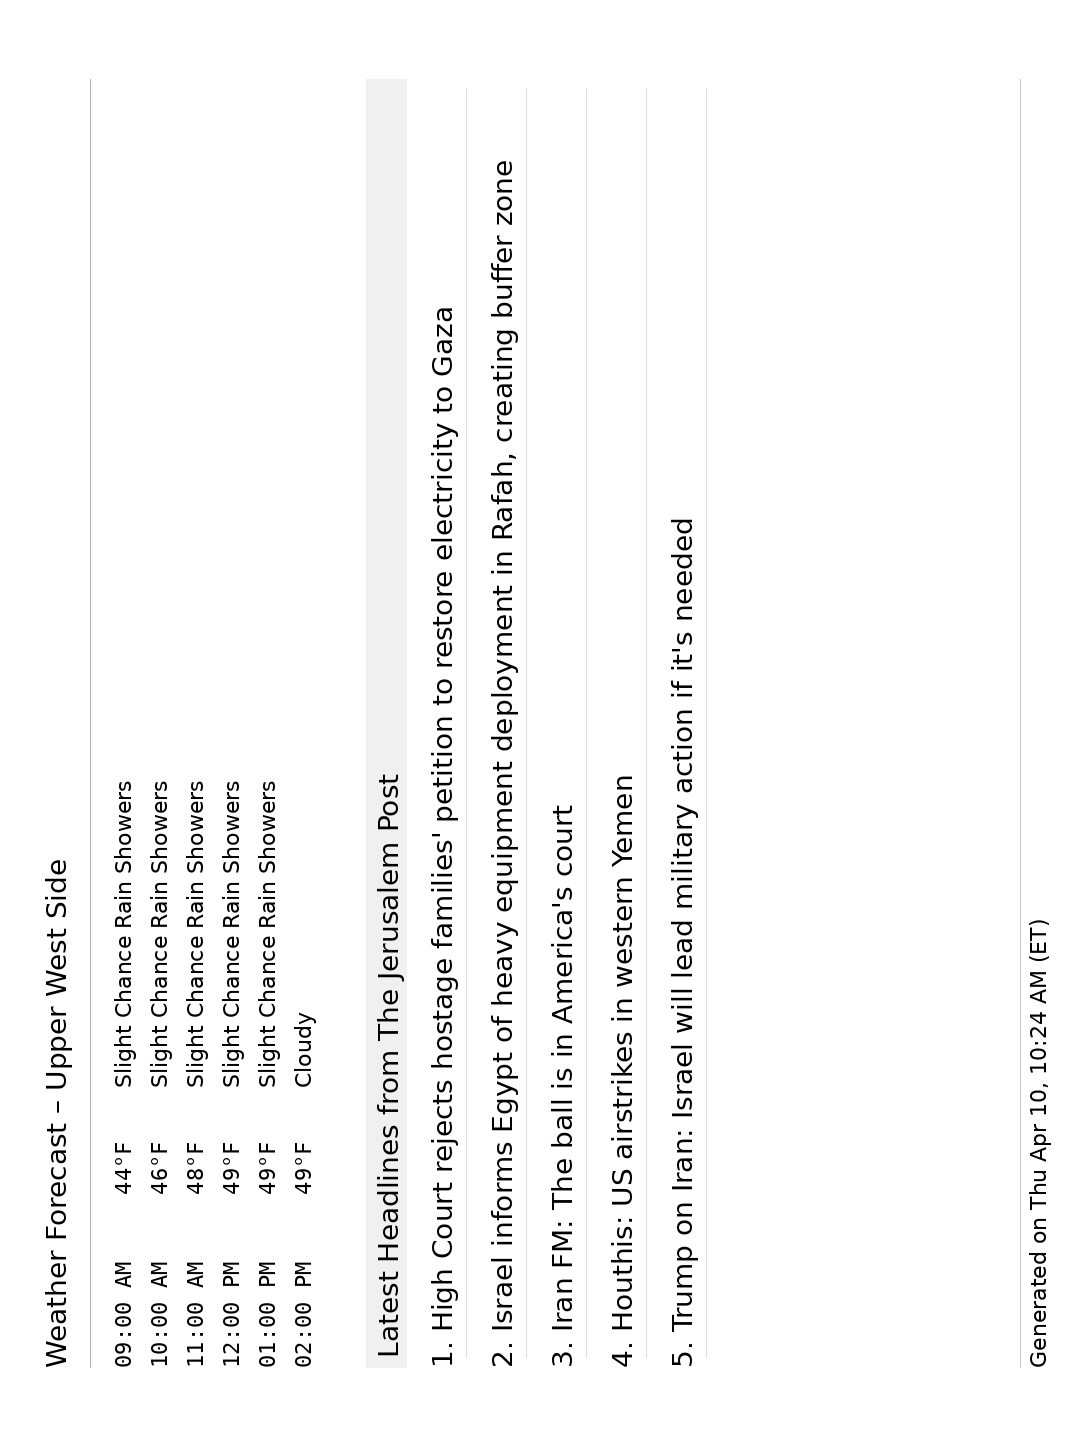 Weather Forecast – Upper West Side
09:00 AM 44°F Slight Chance Rain Showers
10:00 AM 46°F Slight Chance Rain Showers
11:00 AM 48°F Slight Chance Rain Showers
12:00 PM 49°F Slight Chance Rain Showers
01:00 PM 49°F Slight Chance Rain Showers
02:00 PM 49°F Cloudy
Latest Headlines from The Jerusalem Post
1. High Court rejects hostage families' petition to restore electricity to Gaza
2. Israel informs Egypt of heavy equipment deployment in Rafah, creating buffer zone
3. Iran FM: The ball is in America's court
4. Houthis: US airstrikes in western Yemen
5. Trump on Iran: Israel will lead military action if it's needed
Generated on Thu Apr 10, 10:24 AM (ET)